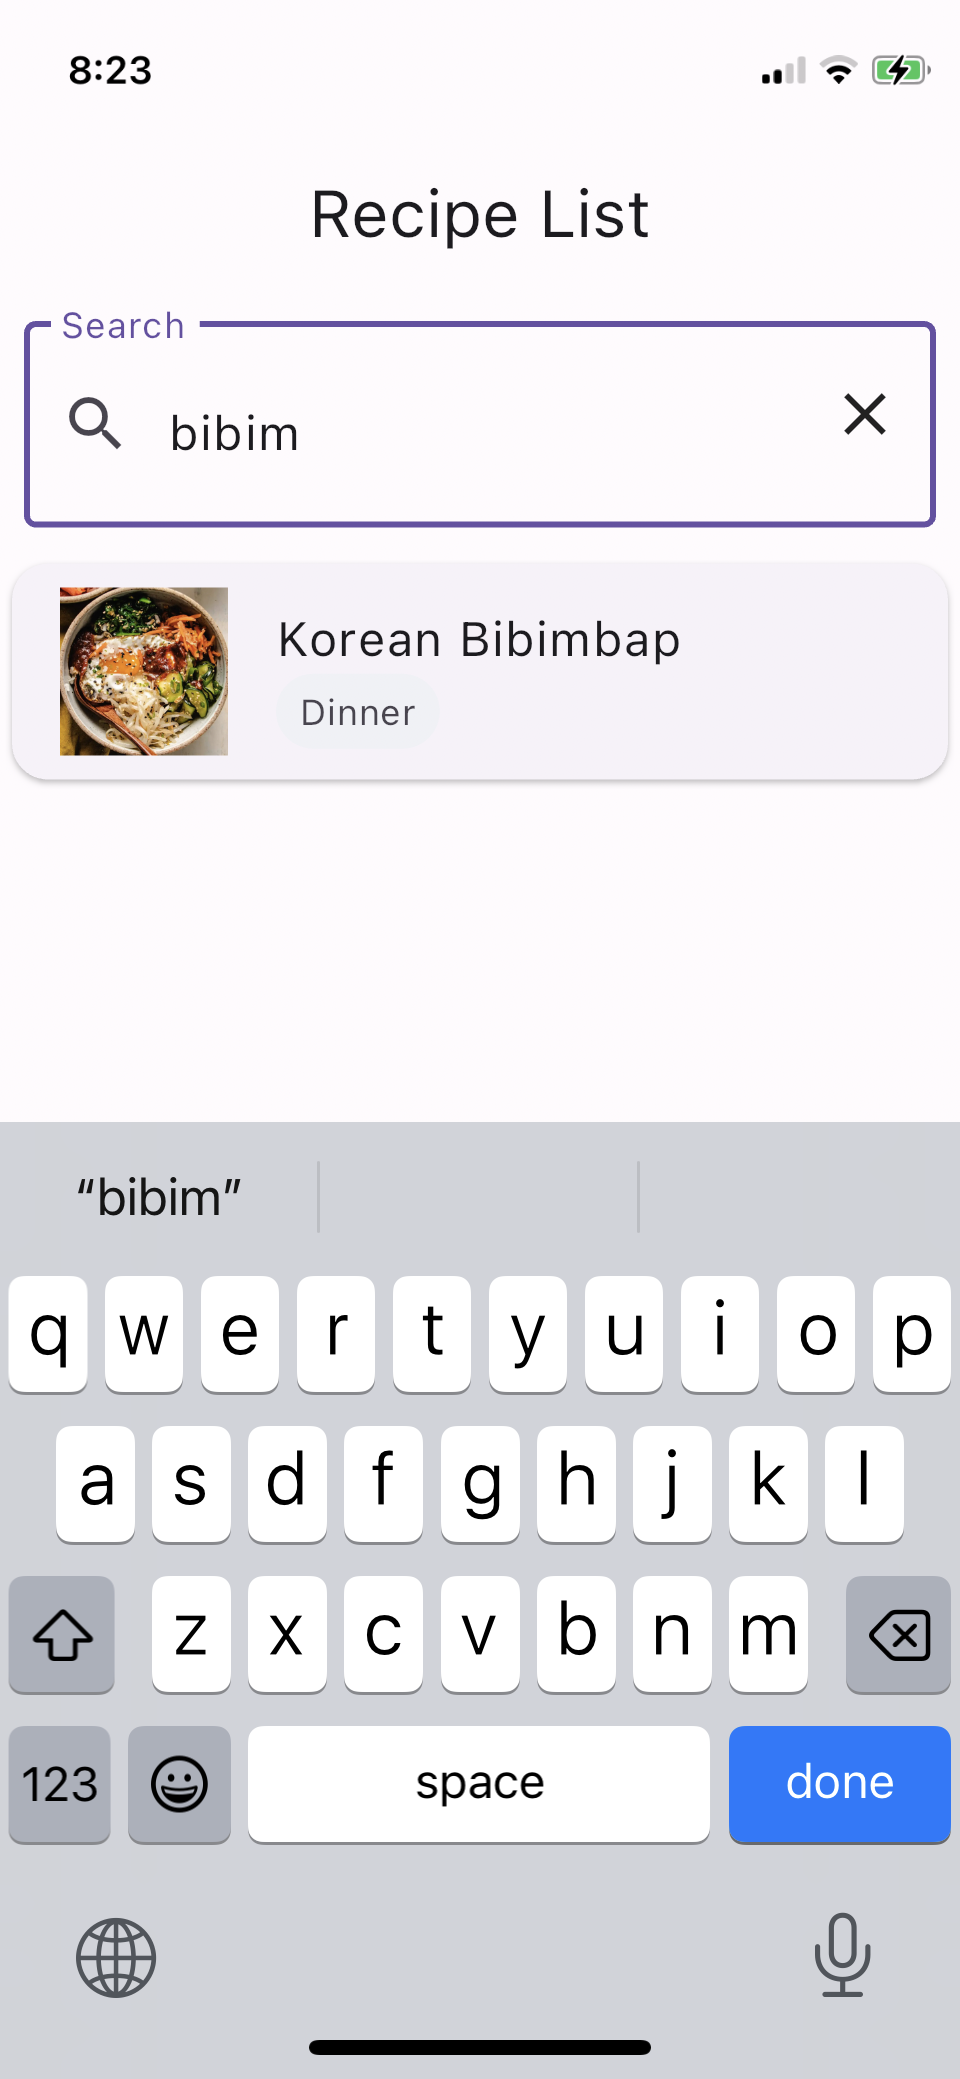 8:23
Recipe List
Search
bibim
Korean Bibimbap
Dinner
“bibim”
q w e r t y u i o p
a s d f g h j k l
z x c v b n m
123 space done